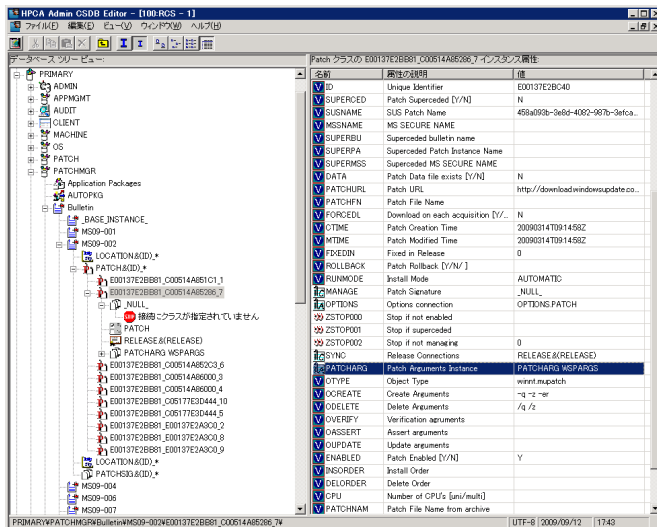 HPCA Admin CSDB Editor - [100:RCS - 1]
ファイル(F) 編集(E) ビュー(V) ウィンドウ(W) ヘルプ(H)
データベース ツリー ビュー:
PRIMARY
ADMIN
APPMGMT
AUDIT
CLIENT
MACHINE
OS
PATCH
PATCHMGR
Application Packages
AUTOPKG
Bulletin
_BASE_INSTANCE_
MS09-001
MS09-002
LOCATION.&(ID)_*
PATCH.&(ID)_*
E00137E2BB81_C00514A851C1_1
E00137E2BB81_C00514A85286_7
_NULL_
接続にクラスが指定されていません
PATCH
RELEASE.&(RELEASE)
PATCHARG WSPARGS
E00137E2BB81_C00514A852C3_6
E00137E2BB81_C00514A86000_3
E00137E2BB81_C00514A86000_4
E00137E2BB81_C05177E3D444_10
E00137E2BB81_C05177E3D444_5
E00137E2BB81_C00137E2A3C0_2
E00137E2BB81_C00137E2A3C0_8
E00137E2BB81_C00137E2A3C0_9
LOCATION.&(ID)_*
PATCHSIG.&(ID)_*
MS09-004
MS09-006
MS09-007
Patch クラスの E00137E2BB81_C00514A85286_7 インスタンス属性:
名前 属性の説明 値
ID Unique Identifier E00137E2BC40
SUPERCED Patch Superceded [Y/N] N
SUSNAME SUS Patch Name 458a093b-3e8d-4082-987b-3efca...
MSSNAME MS SECURE NAME
SUPERBU Superceded bulletin name
SUPERPA Superceded Patch Instance Name
SUPERMSS Superceded MS SECURE NAME
DATA Patch Data file exists [Y/N] N
PATCHURL Patch URL http://download.windowsupdate.co...
PATCHFN Patch File Name
FORCEDL Download on each acquisition [Y/... N
CTIME Patch Creation Time 20090314T09:14:58Z
MTIME Patch Modified Time 20090314T09:14:58Z
FIXEDIN Fixed in Release 0
ROLLBACK Patch Rollback [Y/N/ ]
RUNMODE Install Mode AUTOMATIC
MANAGE Patch Signature _NULL_
OPTIONS Options connection OPTIONS.PATCH
ZSTOP000 Stop if not enabled
ZSTOP001 Stop if superceded
ZSTOP002 Stop if not managing 0
SYNC Release Connections RELEASE.&(RELEASE)
PATCHARG Patch Arguments Instance PATCHARG WSPARGS
OTYPE Object Type winnt.mupatch
OCREATE Create Arguments -q -z -er
ODELETE Delete Arguments /q /z
OVERIFY Verification agruments
OASSERT Assert arguments
OUPDATE Update arguments
ENABLED Patch Enabled [Y/N] Y
INSORDER Install Order
DELORDER Delete Order
CPU Number of CPU's [uni/multi]
PATCHNAM Patch File Name from archive
PRIMARY¥PATCHMGR¥Bulletin¥MS09-002¥E00137E2BB81_C00514A85286_7¥ UTF-8 2009/09/12 17:43